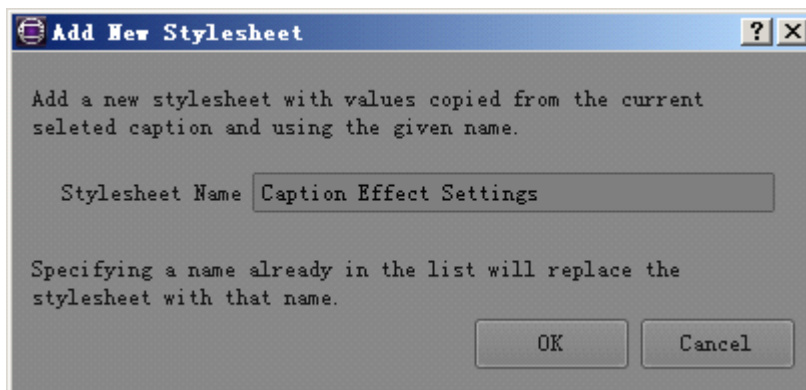 Add New Stylesheet
Add a new stylesheet with values copied from the current
seleted caption and using the given name.
Stylesheet Name Caption Effect Settings
Specifying a name already in the list will replace the
stylesheet with that name.
OK Cancel